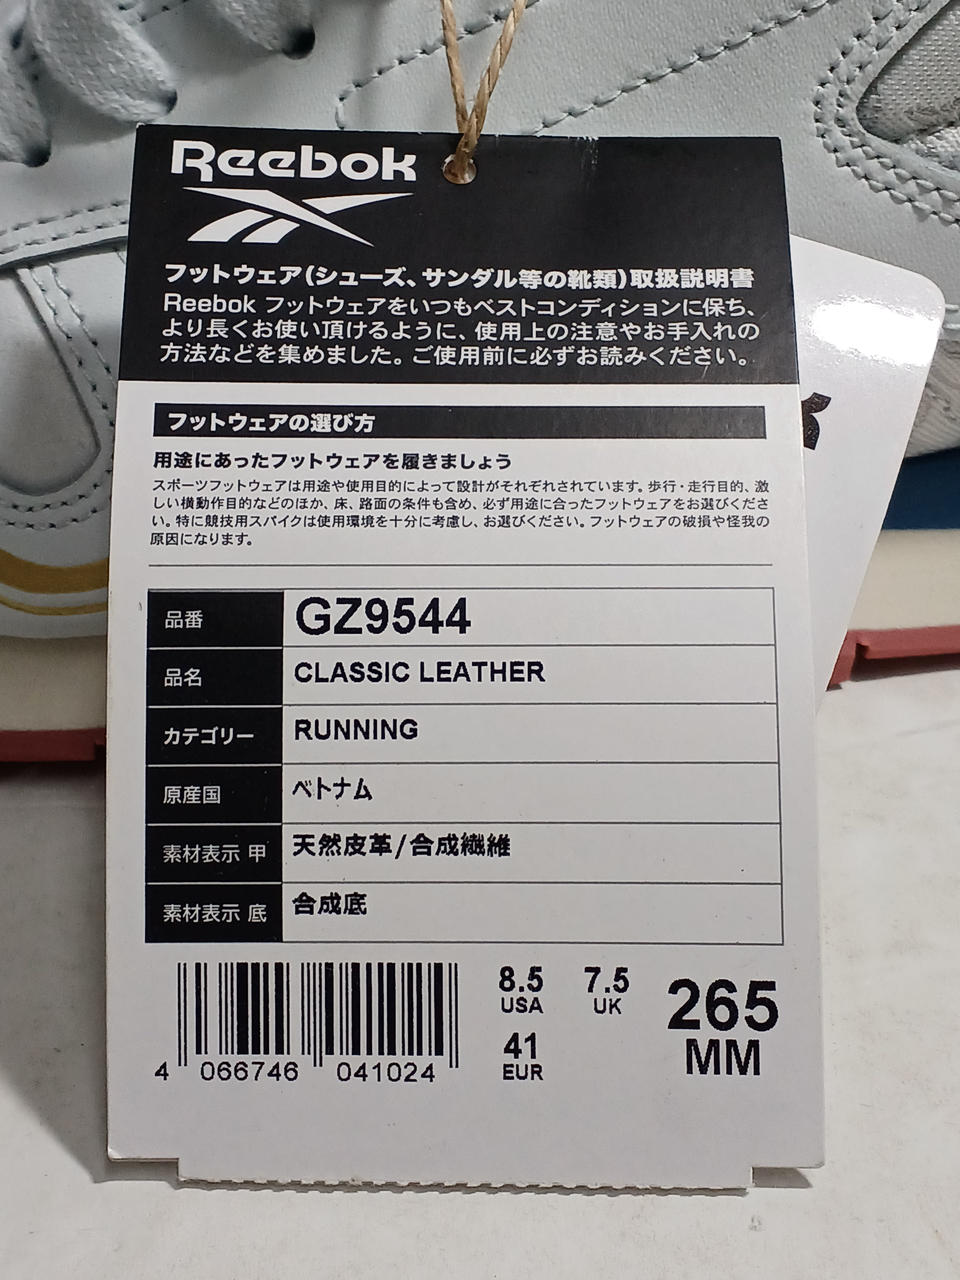 Reebok
フットウェア(シューズ、サンダル等の靴類)取扱説明書
Reebok フットウェアをいつもベストコンディションに保ち、
より長くお使い頂けるように、使用上の注意やお手入れの
方法などを集めました。ご使用前に必ずお読みください。
フットウェアの選び方
用途にあったフットウェアを履きましょう
スポーツフットウェアは用途や使用目的によって設計がそれぞれされています。歩行・走行目的、激
しい横動作目的などのほか、床、路面の条件も含め、必ず用途に合ったフットウェアをお選びくださ
い。特に競技用スパイクは使用環境を十分に考慮し、お選びください。フットウェアの破損や怪我の
原因になります。
品番 GZ9544
品名 CLASSIC LEATHER
カテゴリー RUNNING
原産国 ベトナム
素材表示 甲 天然皮革/合成繊維
素材表示 底 合成底
8.5 7.5 265
USA UK MM
41
EUR
4 066746 041024